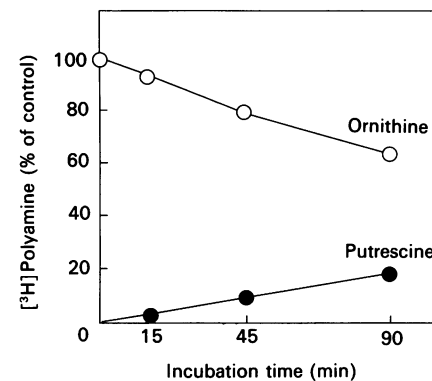 [³H]Polyamine (% of control)
100
80
60
40
20
0
Ornithine
Putrescine
15 45 90
Incubation time (min)